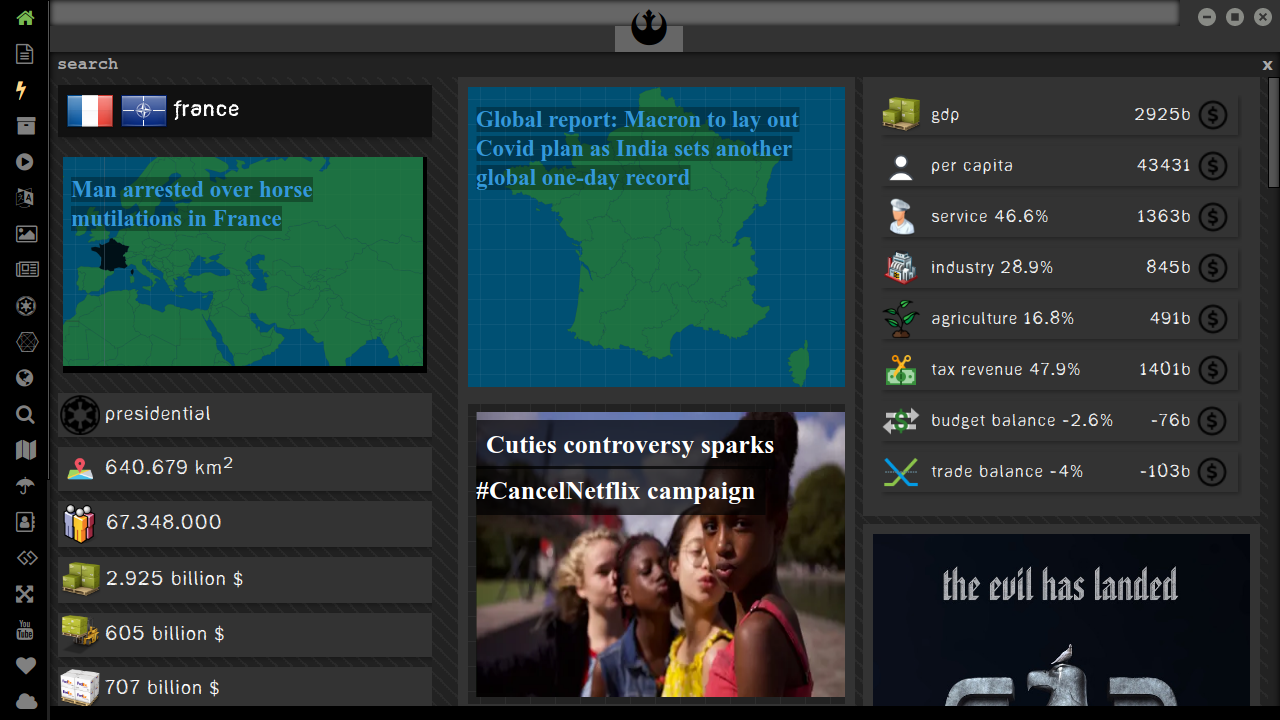 search
x
france
Man arrested over horse
mutilations in France
presidential
640.679 km²
67.348.000
2.925 billion $
605 billion $
707 billion $
Global report: Macron to lay out
Covid plan as India sets another
global one-day record
Cuties controversy sparks
#CancelNetflix campaign
gdp 2925b
per capita 43431
service 46.6% 1363b
industry 28.9% 845b
agriculture 16.8% 491b
tax revenue 47.9% 1401b
budget balance -2.6% -76b
trade balance -4% -103b
the evil has landed
You
Tube